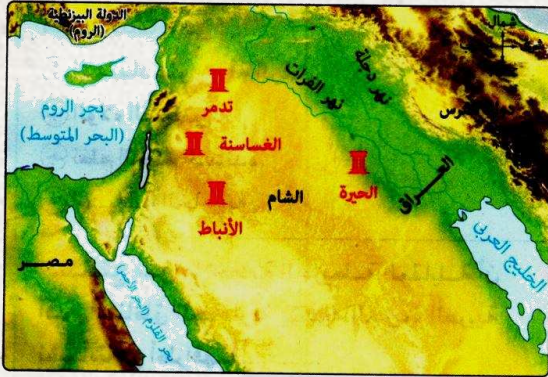 الدولة البيزنطية
(الروم)
شمال
نهر دجلة
نهر الفرات
تدمر
بحر الروم
(البحر المتوسط)
الغساسنة
الحيرة
العراق
الشام
الأنباط
مصر
الخليج العربي
بحر القلزم (البحر الأحمر)